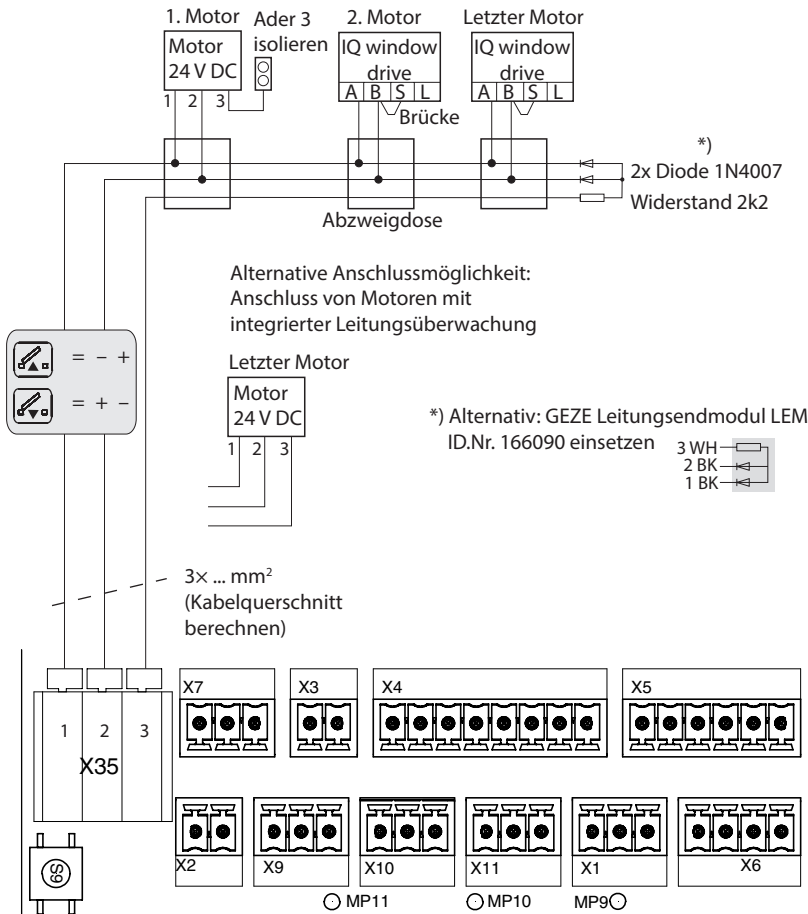 1. Motor
Ader 3
isolieren
2. Motor
Letzter Motor
Motor
24 V DC
1 2 3
IQ window
drive
A B S L
Brücke
IQ window
drive
A B S L
*)
2x Diode 1N4007
Widerstand 2k2
Abzweigdose
Alternative Anschlussmöglichkeit:
Anschluss von Motoren mit
integrierter Leitungsüberwachung
= – +
= + –
Letzter Motor
Motor
24 V DC
1 2 3
*) Alternativ: GEZE Leitungsendmodul LEM
ID.Nr. 166090 einsetzen
3 WH
2 BK
1 BK
3× ... mm²
(Kabelquerschnitt
berechnen)
1 2 3
X35
X7
X3
X4
X5
S9
X2
X9
X10
X11
X1
X6
MP11
MP10
MP9